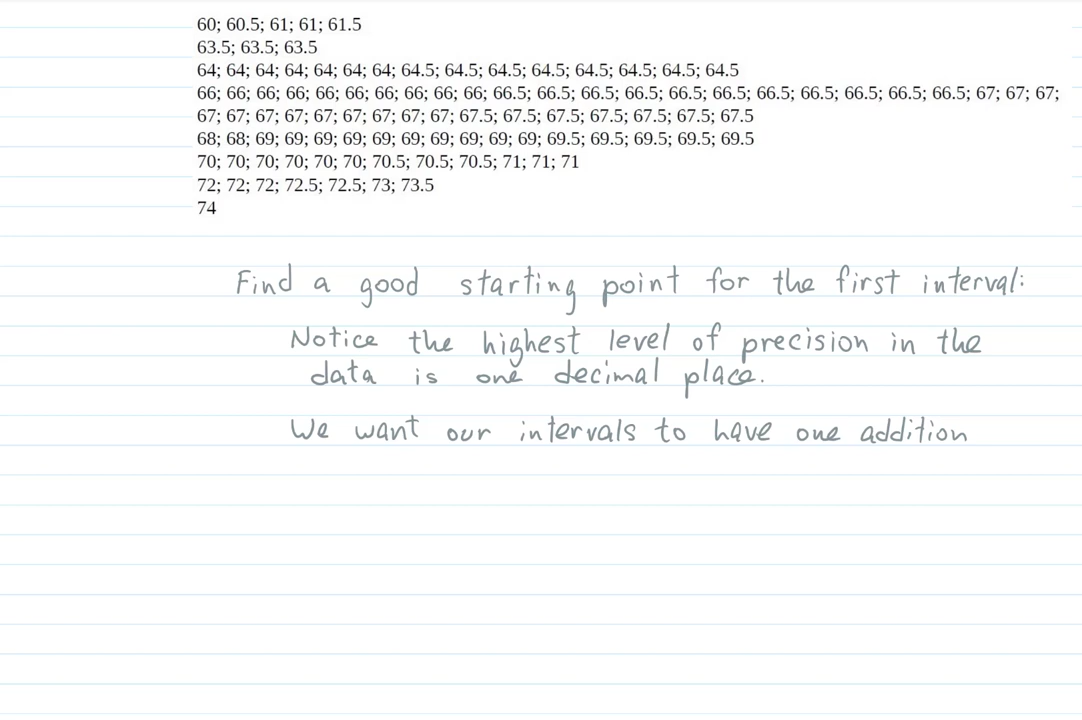 60; 60.5; 61; 61; 61.5
63.5; 63.5; 63.5
64; 64; 64; 64; 64; 64; 64; 64.5; 64.5; 64.5; 64.5; 64.5; 64.5; 64.5; 64.5
66; 66; 66; 66; 66; 66; 66; 66; 66; 66; 66.5; 66.5; 66.5; 66.5; 66.5; 66.5; 66.5; 66.5; 66.5; 66.5; 66.5; 67; 67; 67;
67; 67; 67; 67; 67; 67; 67; 67; 67; 67.5; 67.5; 67.5; 67.5; 67.5; 67.5; 67.5
68; 68; 69; 69; 69; 69; 69; 69; 69; 69; 69; 69; 69.5; 69.5; 69.5; 69.5; 69.5
70; 70; 70; 70; 70; 70; 70.5; 70.5; 70.5; 71; 71; 71
72; 72; 72; 72.5; 72.5; 73; 73.5
74
Find a good starting point for the first interval:
Notice the highest level of precision in the
data is one decimal place.
We want our intervals to have one addition